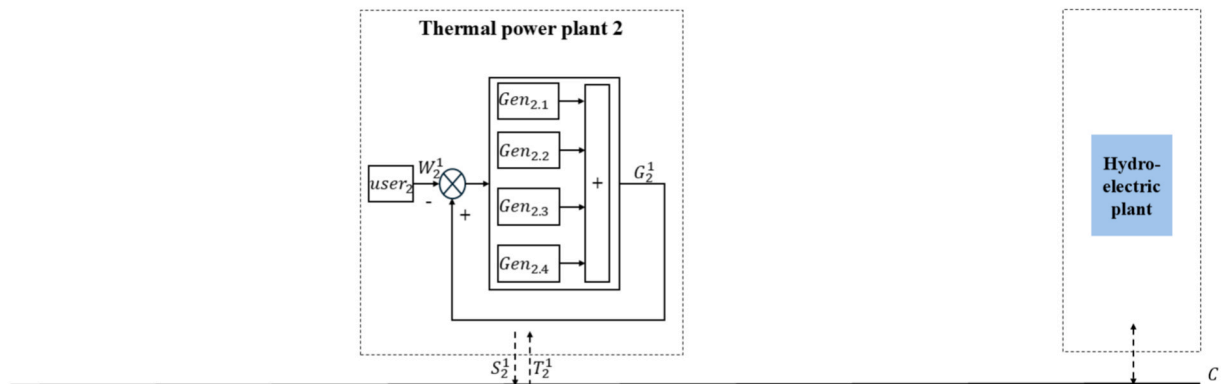 Thermal power plant 2
Gen₂.₁
Gen₂.₂
W₂¹
G₂¹
user₂
+
-
+
Gen₂.₃
Gen₂.₄
Hydro-
electric
plant
S₂¹ T₂¹
C